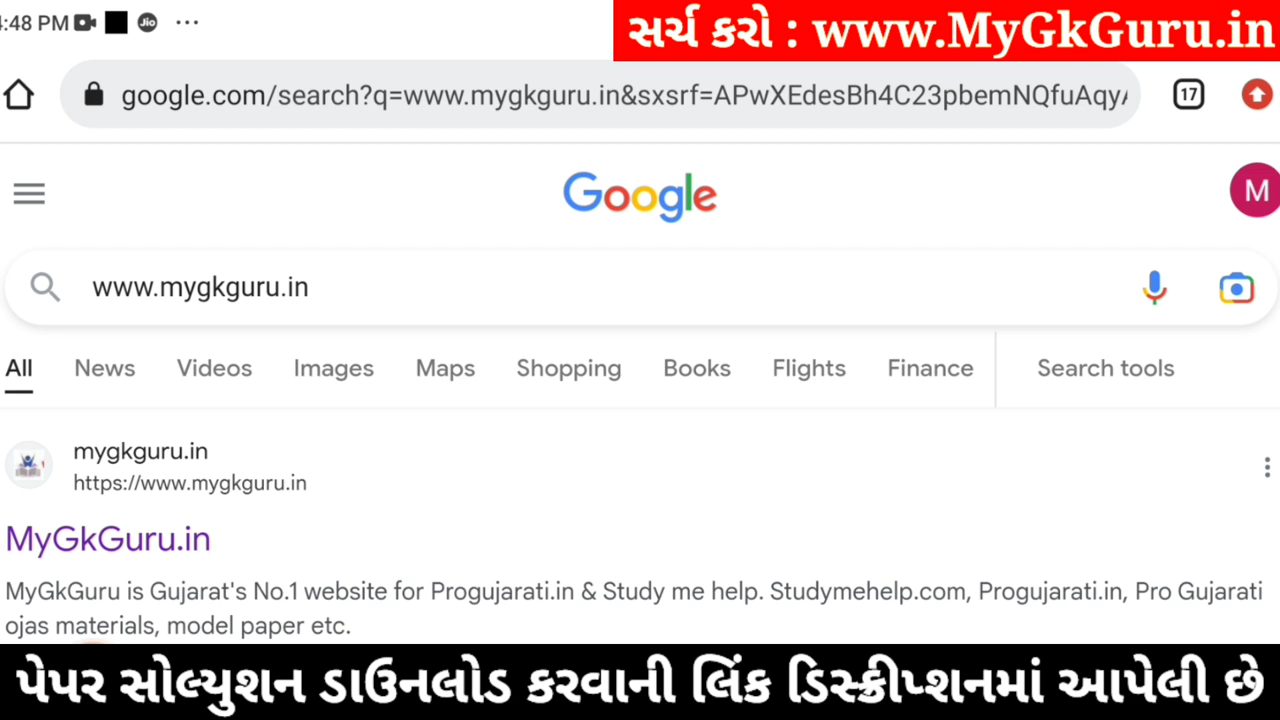 4:48 PM
સર્ચ કરો : www.MyGkGuru.in
google.com/search?q=www.mygkguru.in&sxsrf=APwXEdesBh4C23pbemNQfuAqyA
17
Google
M
www.mygkguru.in
All News Videos Images Maps Shopping Books Flights Finance Search tools
mygkguru.in
https://www.mygkguru.in
MyGkGuru.in
MyGkGuru is Gujarat's No.1 website for Progujarati.in & Study me help. Studymehelp.com, Progujarati.in, Pro Gujarati
ojas materials, model paper etc.
પેપર સોલ્યુશન ડાઉનલોડ કરવાની લિંક ડિસ્ક્રીપ્શનમાં આપેલી છે